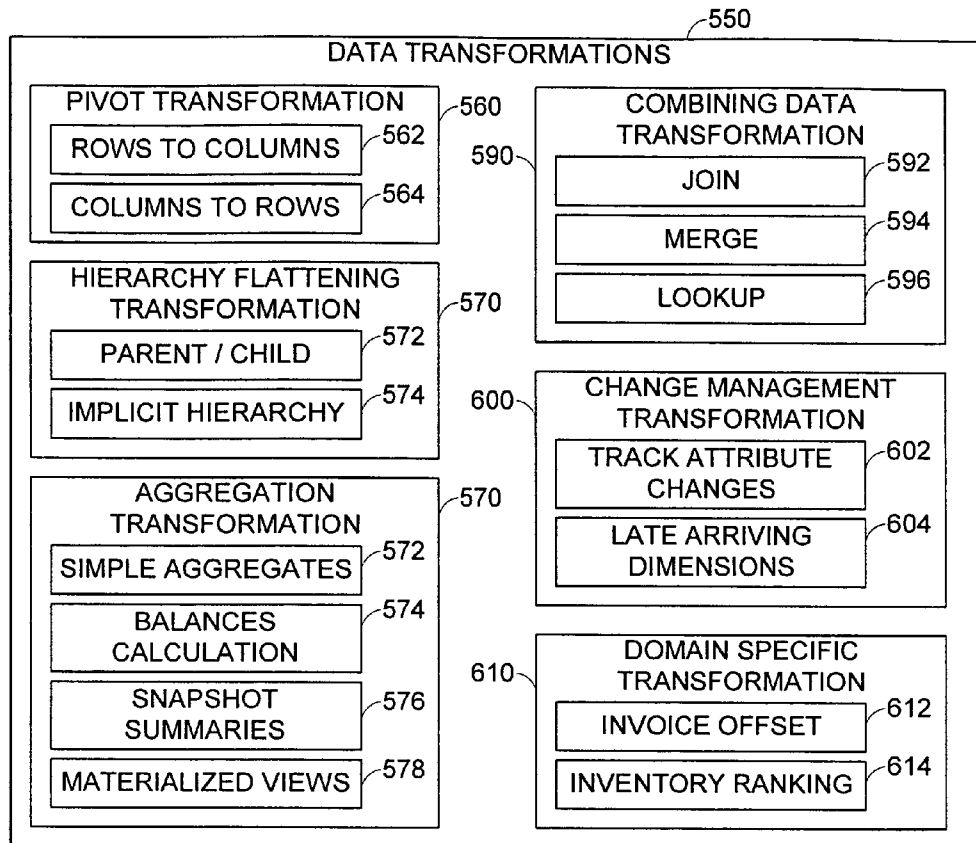 550
DATA TRANSFORMATIONS
PIVOT TRANSFORMATION
560
ROWS TO COLUMNS
562
COLUMNS TO ROWS
564
HIERARCHY FLATTENING
TRANSFORMATION
570
PARENT / CHILD
572
IMPLICIT HIERARCHY
574
AGGREGATION
TRANSFORMATION
570
SIMPLE AGGREGATES
572
BALANCES
CALCULATION
574
SNAPSHOT
SUMMARIES
576
MATERIALIZED VIEWS
578
COMBINING DATA
TRANSFORMATION
590
JOIN
592
MERGE
594
LOOKUP
596
CHANGE MANAGEMENT
TRANSFORMATION
600
TRACK ATTRIBUTE
CHANGES
602
LATE ARRIVING
DIMENSIONS
604
DOMAIN SPECIFIC
TRANSFORMATION
610
INVOICE OFFSET
612
INVENTORY RANKING
614